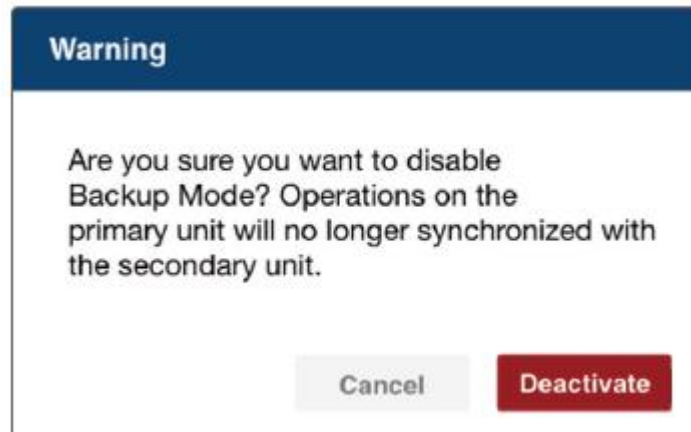 Warning
Are you sure you want to disable
Backup Mode? Operations on the
primary unit will no longer synchronized with
the secondary unit.
Cancel
Deactivate